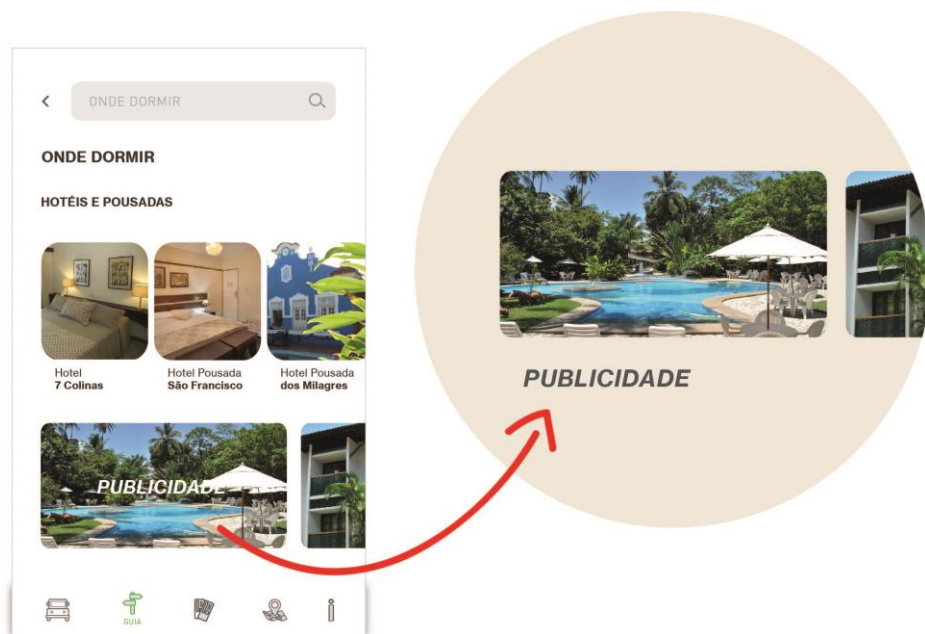 ONDE DORMIR
ONDE DORMIR
HOTÉIS E POUSADAS
Hotel
7 Colinas
Hotel Pousada
São Francisco
Hotel Pousada
dos Milagres
PUBLICIDADE
GUIA
PUBLICIDADE